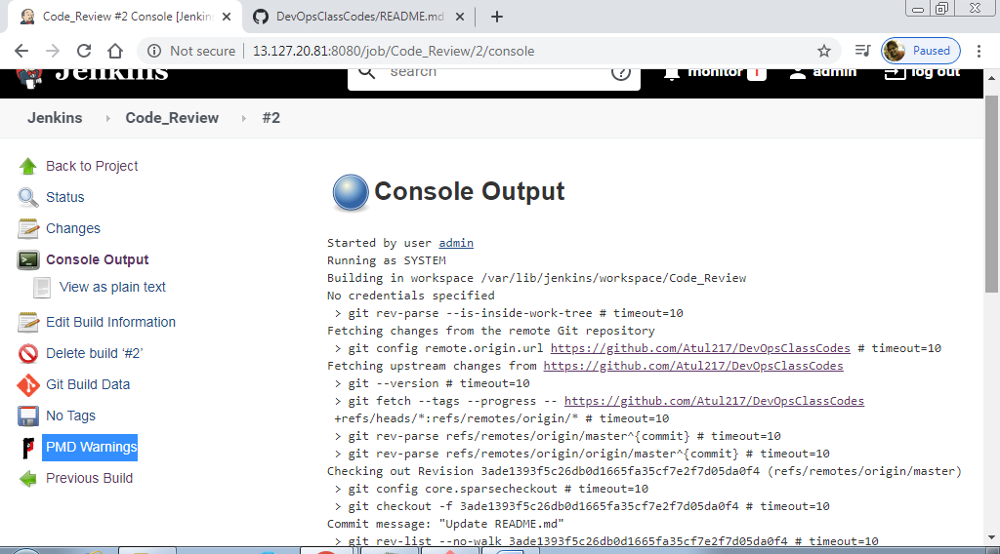 Code_Review #2 Console [Jenkins
DevOpsClassCodes/README.md
Not secure
13.127.20.81:8080/job/Code_Review/2/console
Paused
Jenkins
search
monitor
1
admin
log out
Jenkins
Code_Review
#2
Back to Project
Status
Changes
Console Output
View as plain text
Edit Build Information
Delete build ‘#2’
Git Build Data
No Tags
PMD Warnings
Previous Build
Console Output
Started by user admin
Running as SYSTEM
Building in workspace /var/lib/jenkins/workspace/Code_Review
No credentials specified
> git rev-parse --is-inside-work-tree # timeout=10
Fetching changes from the remote Git repository
> git config remote.origin.url https://github.com/Atul217/DevOpsClassCodes # timeout=10
Fetching upstream changes from https://github.com/Atul217/DevOpsClassCodes
> git --version # timeout=10
> git fetch --tags --progress -- https://github.com/Atul217/DevOpsClassCodes
+refs/heads/*:refs/remotes/origin/* # timeout=10
> git rev-parse refs/remotes/origin/master^{commit} # timeout=10
> git rev-parse refs/remotes/origin/origin/master^{commit} # timeout=10
Checking out Revision 3ade1393f5c26db0d1665fa35cf7e2f7d05da0f4 (refs/remotes/origin/master)
> git config core.sparsecheckout # timeout=10
> git checkout -f 3ade1393f5c26db0d1665fa35cf7e2f7d05da0f4 # timeout=10
Commit message: "Update README.md"
> git rev-list --no-walk 3ade1393f5c26db0d1665fa35cf7e2f7d05da0f4 # timeout=10